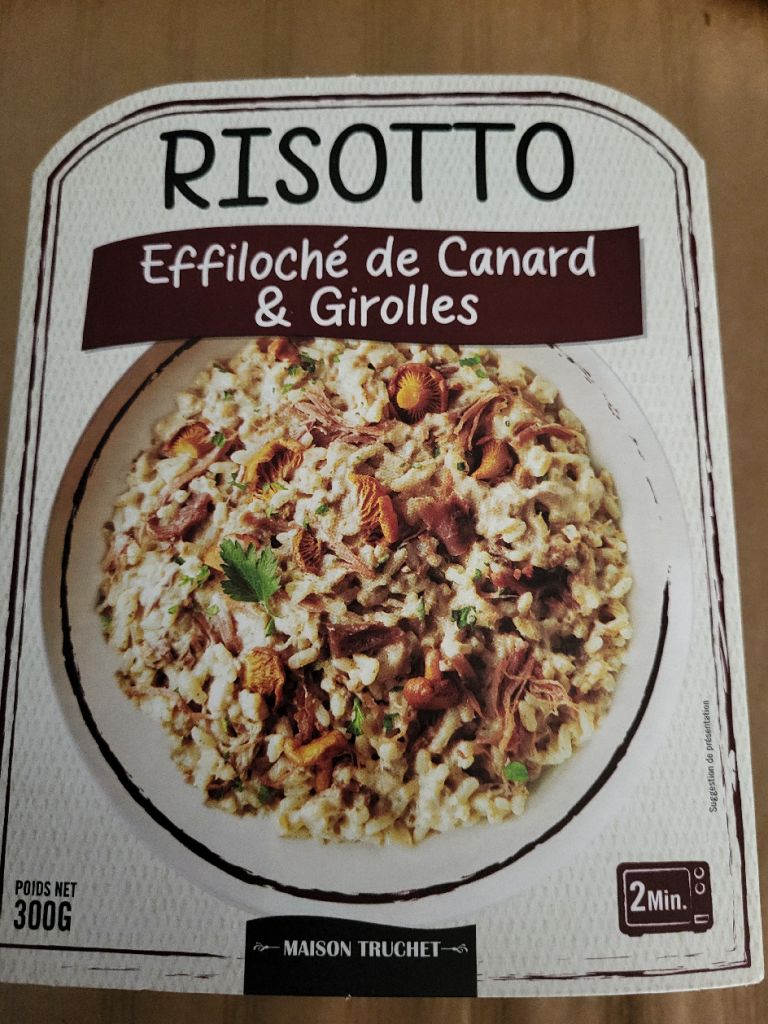 RISOTTO
Effiloché de Canard
& Girolles
Suggestion de présentation
POIDS NET
300G
2Min.
MAISON TRUCHET